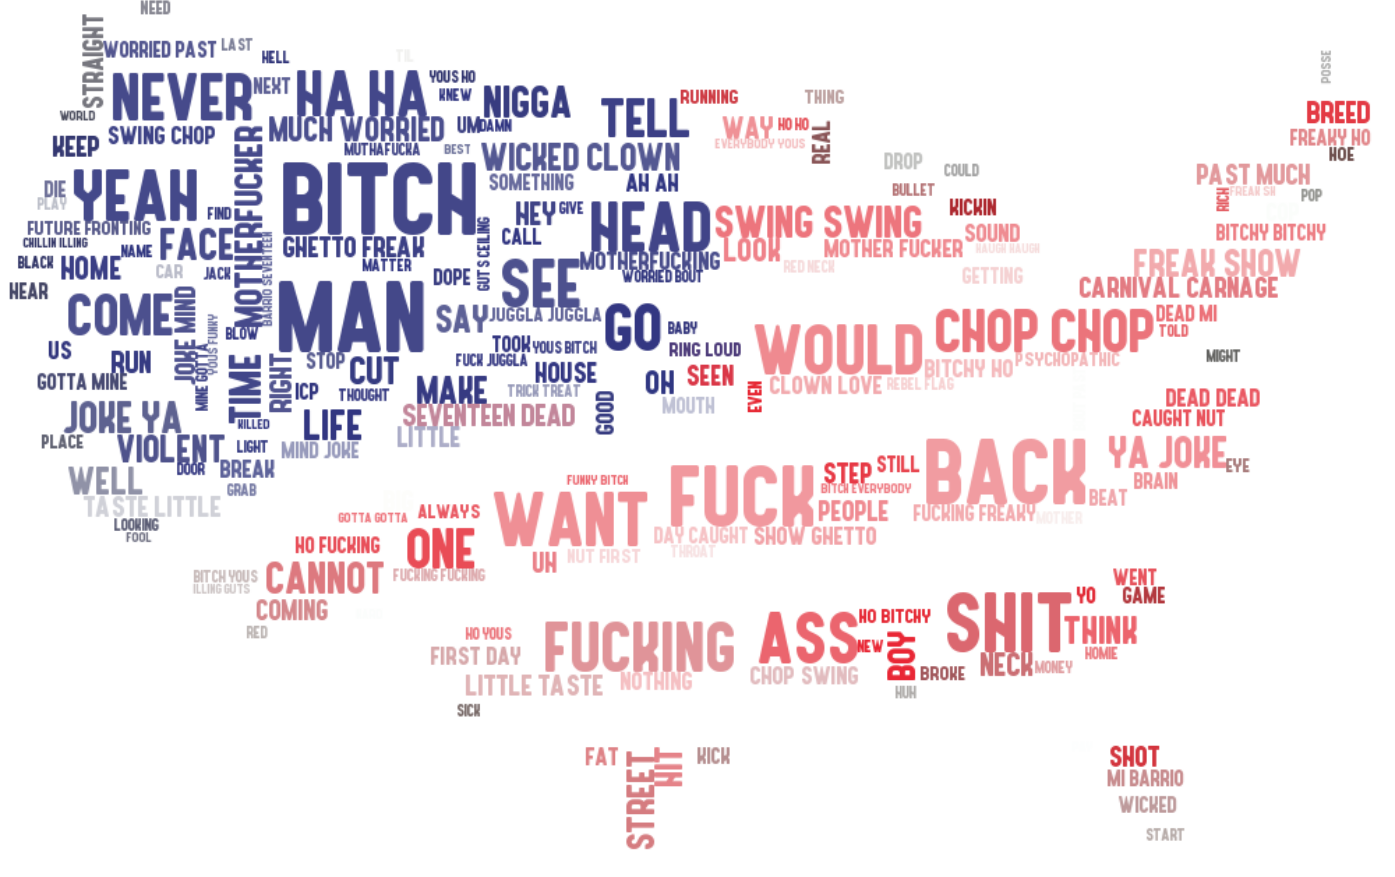 NEED
STRAIGHT
WORRIED PAST
LAST
HELL
TIL
NEVER
NEXT
HA HA
YOUS HO
KNEW
NIGGA
TELL
RUNNING
THING
POSSE
BREED
WORLD
SWING CHOP
MUCH WORRIED
UM
DAMN
WAY
HO HO
REAL
FREAKY HO
KEEP
MOTHERFUCKER
MUTHAFUCKA
BEST
WICKED CLOWN
EVERYBODY YOUS
HOE
DROP
COULD
PAST MUCH
DIE
PLAY
YEAH
BITCH
SOMETHING
AH AH
BULLET
RICH
FREAK SH
POP
FIND
HEY
GIVE
HEAD
SWING SWING
KICKIN
FUTURE FRONTING
FACE
GHETTO FREAK
GUT S CEILING
CALL
LOOK
MOTHER FUCKER
SOUND
BITCHY BITCHY
CHILLIN ILLING
NAME
HAUGH HAUGH
BLACK
HOME
CAR
JACK
BARRIO SEVENTEEN
MATTER
DOPE
SEE
MOTHERFUCKING
WORRIED BOUT
RED NECK
GETTING
FREAK SHOW
HEAR
CARNIVAL CARNAGE
COME
JOKE MIND
YOUS FUNKY
BLOW
MAN
SAY
JUGGLA JUGGLA
GO
BABY
WOULD
CHOP CHOP
DEAD MI
TOLD
US
RUN
MINE GOTTA
TIME
RIGHT
STOP
CUT
TOOK
YOUS BITCH
RING LOUD
FUCK JUGGLA
HOUSE
BITCHY HO
PSYCHOPATHIC
MIGHT
GOTTA MINE
ICP
THOUGHT
MAKE
TRICK TREAT
GOOD
OH
SEEN
EVEN
CLOWN LOVE
REBEL FLAG
MOUTH
DEAD DEAD
JOKE YA
KILLED
LIFE
SEVENTEEN DEAD
CAUGHT NUT
PLACE
VIOLENT
LIGHT
MIND JOKE
LITTLE
YA JOKE
EYE
WELL
DOOR
BREAK
GRAB
FUNKY BITCH
FUCK
STEP
STILL
BITCH EVERYBODY
BACK
BRAIN
BEAT
TASTE LITTLE
LOOKING
FOOL
GOTTA GOTTA
ALWAYS
WANT
PEOPLE
FUCKING FREAKY
MOTHER
HO FUCKING
ONE
UH
NUT FIRST
DAY CAUGHT
SHOW GHETTO
THROAT
BITCH YOUS
ILLING GUTS
CANNOT
FUCKING FUCKING
COMING
WENT
YO
GAME
RED
HO YOUS
FUCKING
ASS
HO BITCHY
SHIT
THINK
FIRST DAY
NEW
BOY
HOMIE
LITTLE TASTE
NOTHING
CHOP SWING
BROKE
NECK
MONEY
HUH
SICK
FAT
STREET
HIT
KICK
SHOT
MI BARRIO
WICKED
START